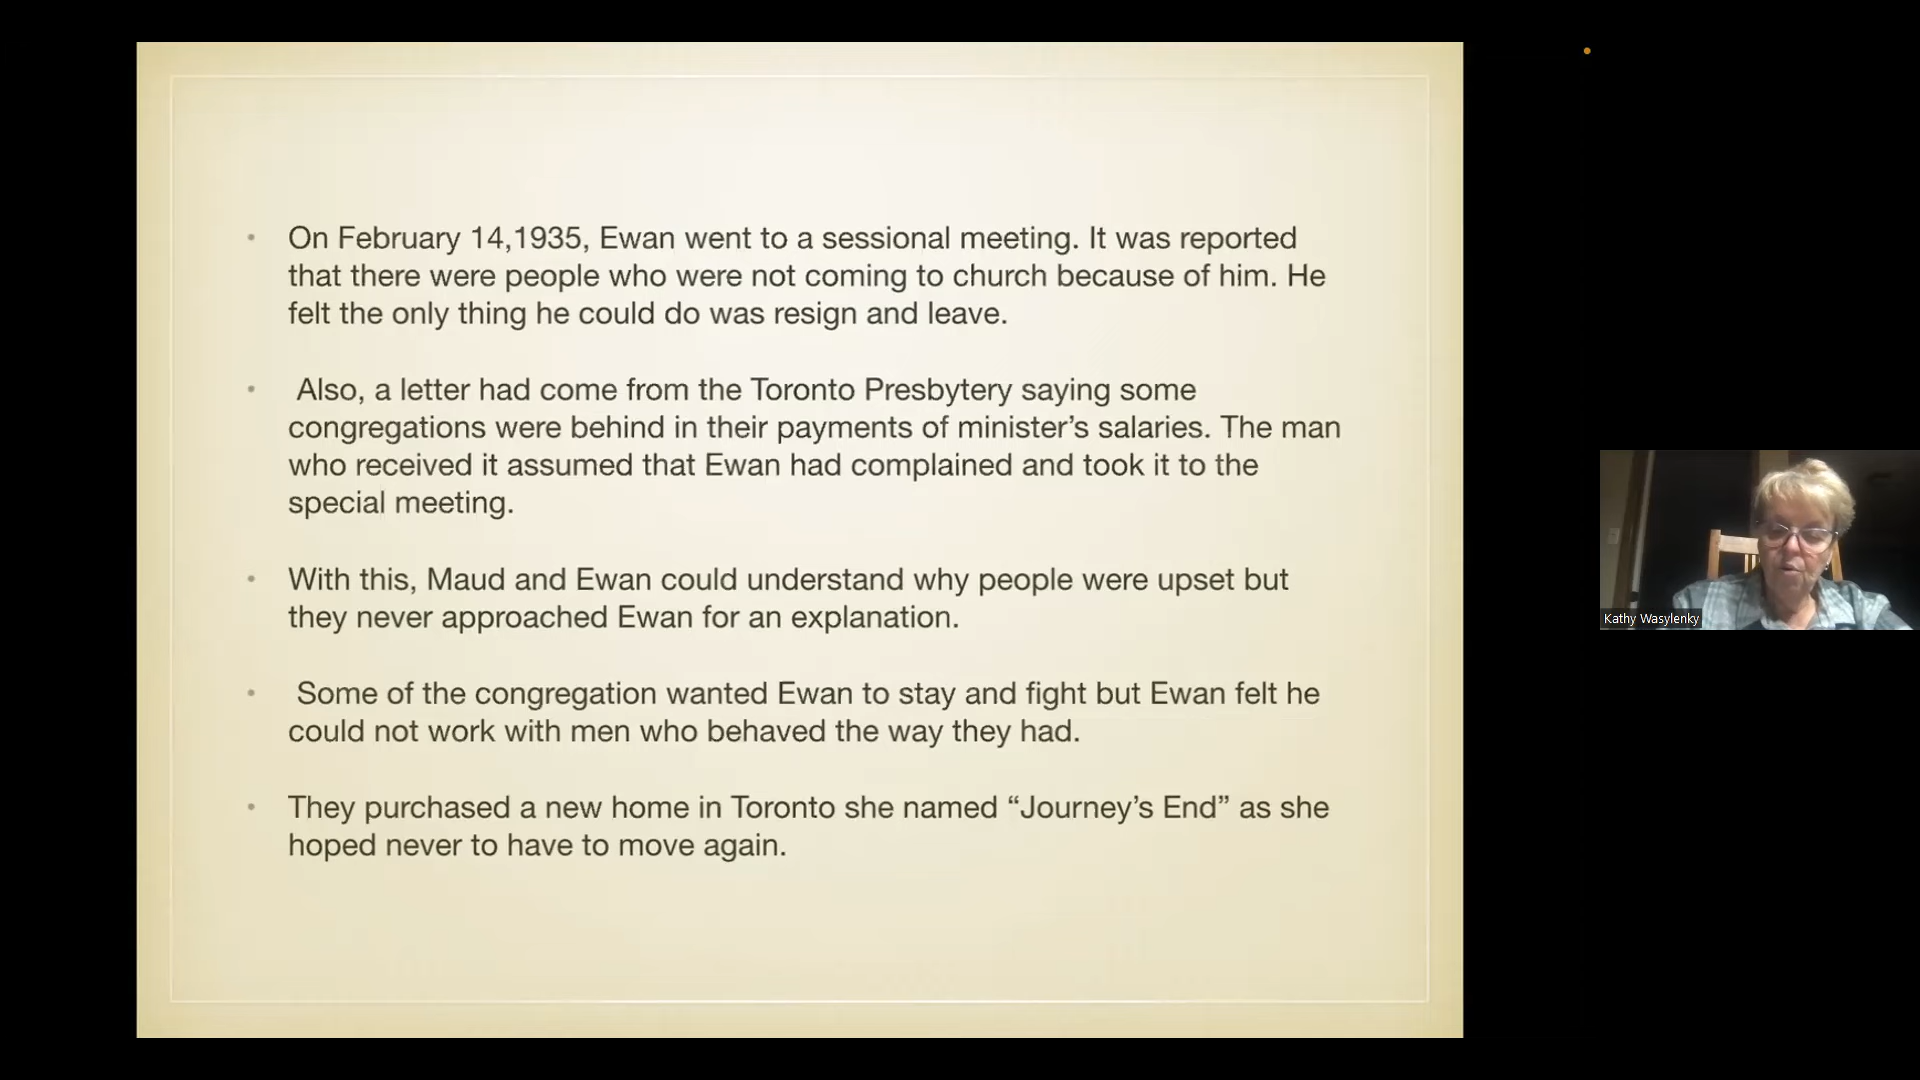 • On February 14,1935, Ewan went to a sessional meeting. It was reported
that there were people who were not coming to church because of him. He
felt the only thing he could do was resign and leave.
• Also, a letter had come from the Toronto Presbytery saying some
congregations were behind in their payments of minister’s salaries. The man
who received it assumed that Ewan had complained and took it to the
special meeting.
• With this, Maud and Ewan could understand why people were upset but
they never approached Ewan for an explanation.
• Some of the congregation wanted Ewan to stay and fight but Ewan felt he
could not work with men who behaved the way they had.
• They purchased a new home in Toronto she named “Journey’s End” as she
hoped never to have to move again.
Kathy Wasylenky